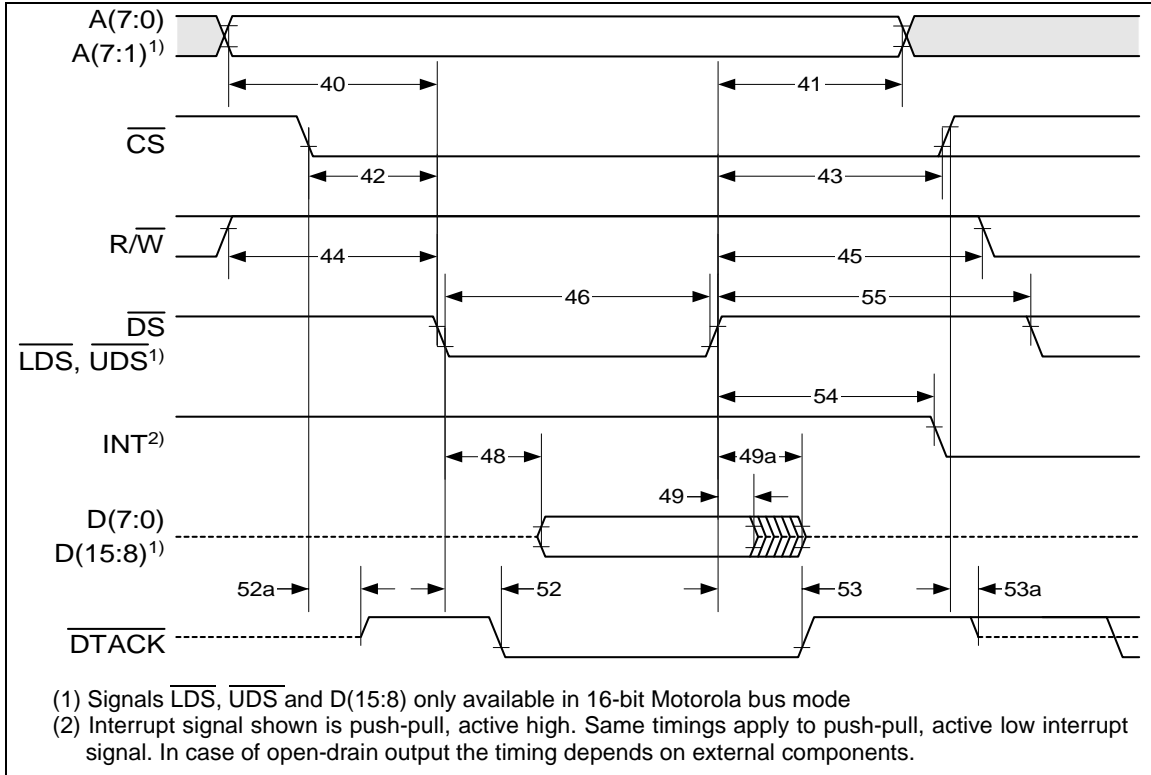 A(7:0)
A(7:1)1)
40
41
CS
42
43
R/W
44
45
46
55
DS
LDS, UDS1)
54
INT2)
48
49a
49
D(7:0)
D(15:8)1)
52a
52
53
53a
DTACK
(1) Signals LDS, UDS and D(15:8) only available in 16-bit Motorola bus mode
(2) Interrupt signal shown is push-pull, active high. Same timings apply to push-pull, active low interrupt
signal. In case of open-drain output the timing depends on external components.